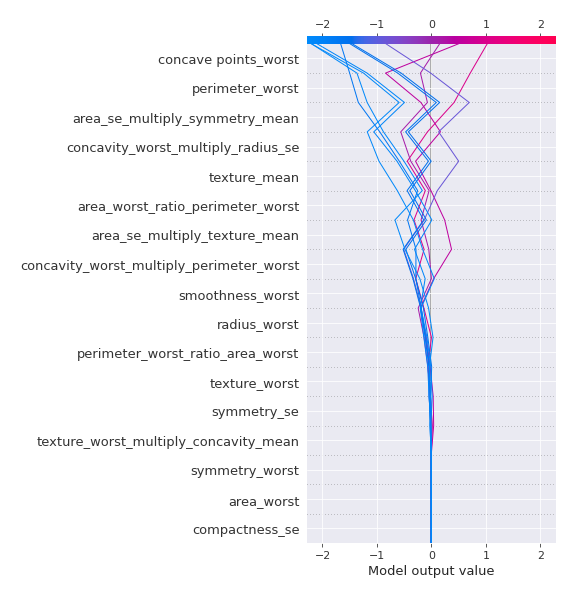 −2 −1 0 1 2
concave points_worst
perimeter_worst
area_se_multiply_symmetry_mean
concavity_worst_multiply_radius_se
texture_mean
area_worst_ratio_perimeter_worst
area_se_multiply_texture_mean
concavity_worst_multiply_perimeter_worst
smoothness_worst
radius_worst
perimeter_worst_ratio_area_worst
texture_worst
symmetry_se
texture_worst_multiply_concavity_mean
symmetry_worst
area_worst
compactness_se
−2 −1 0 1 2
Model output value